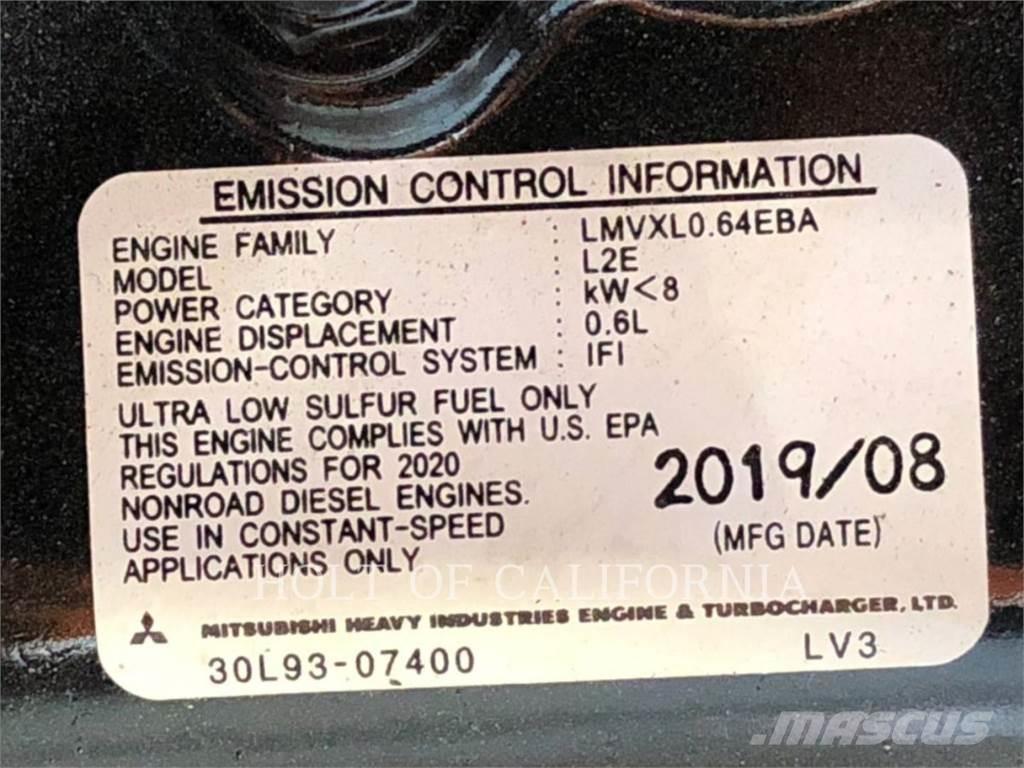 EMISSION CONTROL INFORMATION
ENGINE FAMILY : LMVXL0.64EBA
MODEL : L2E
POWER CATEGORY : kW<8
ENGINE DISPLACEMENT : 0.6L
EMISSION-CONTROL SYSTEM : IFI
ULTRA LOW SULFUR FUEL ONLY
THIS ENGINE COMPLIES WITH U.S. EPA
REGULATIONS FOR 2020
NONROAD DIESEL ENGINES.
USE IN CONSTANT-SPEED
APPLICATIONS ONLY
2019/08
(MFG DATE)
HOLT OF CALIFORNIA
MITSUBISHI HEAVY INDUSTRIES ENGINE & TURBOCHARGER, LTD.
30L93-07400 LV3
MASCUS